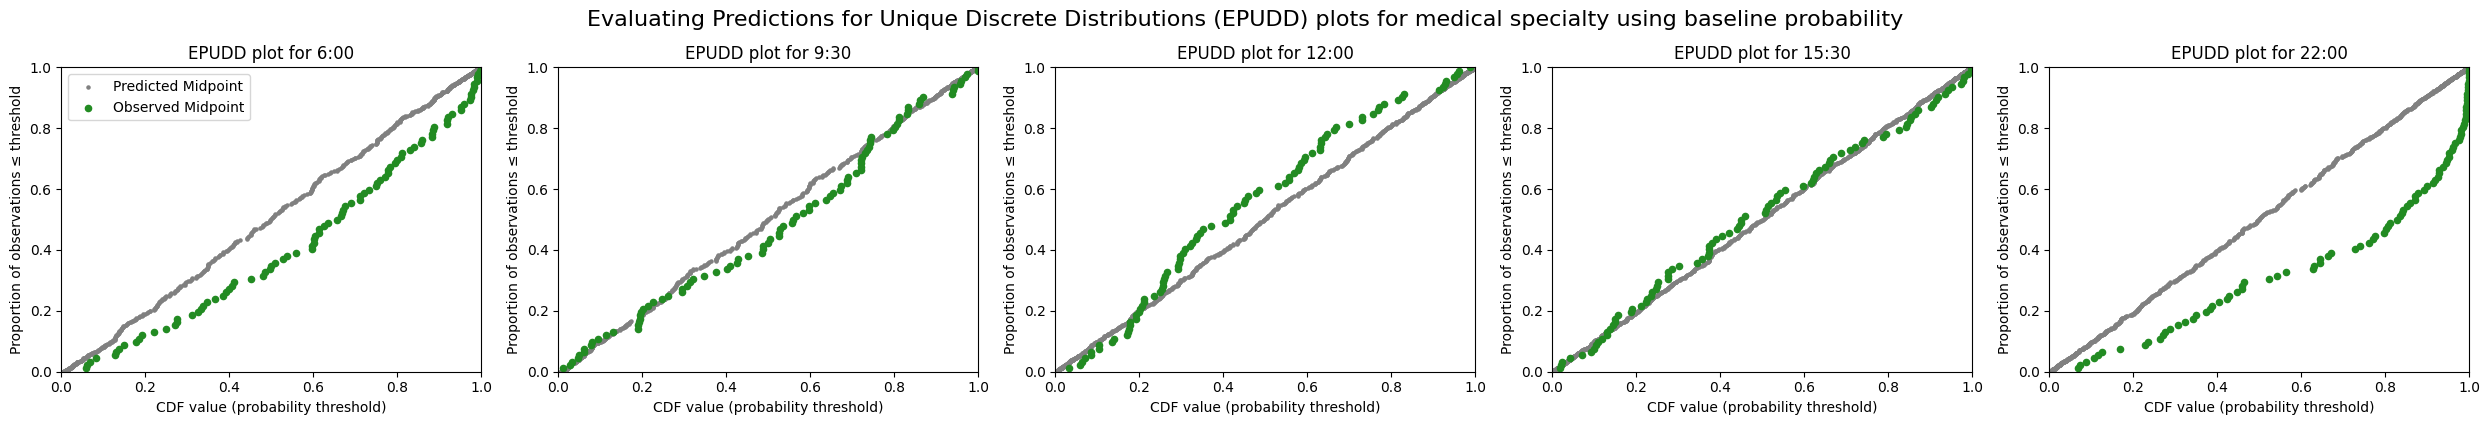 Evaluating Predictions for Unique Discrete Distributions (EPUDD) plots for medical specialty using baseline probability
EPUDD plot for 6:00
Proportion of observations ≤ threshold
1.0
0.8
0.6
0.4
0.2
0.0
Predicted Midpoint
Observed Midpoint
0.0 0.2 0.4 0.6 0.8 1.0
CDF value (probability threshold)
EPUDD plot for 9:30
Proportion of observations ≤ threshold
1.0
0.8
0.6
0.4
0.2
0.0
0.0 0.2 0.4 0.6 0.8 1.0
CDF value (probability threshold)
EPUDD plot for 12:00
Proportion of observations ≤ threshold
1.0
0.8
0.6
0.4
0.2
0.0
0.0 0.2 0.4 0.6 0.8 1.0
CDF value (probability threshold)
EPUDD plot for 15:30
Proportion of observations ≤ threshold
1.0
0.8
0.6
0.4
0.2
0.0
0.0 0.2 0.4 0.6 0.8 1.0
CDF value (probability threshold)
EPUDD plot for 22:00
Proportion of observations ≤ threshold
1.0
0.8
0.6
0.4
0.2
0.0
0.0 0.2 0.4 0.6 0.8 1.0
CDF value (probability threshold)